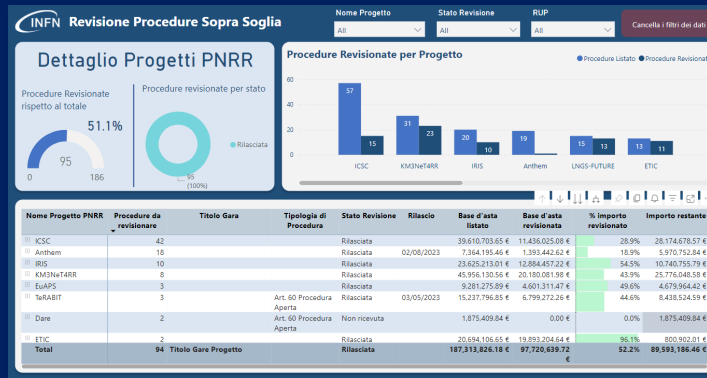 INFN Revisione Procedure Sopra Soglia
Nome Progetto Stato Revisione RUP
All All All
Cancella i filtri dei dati
Dettaglio Progetti PNRR
Procedure Revisionate rispetto al totale
51.1%
95
0 186
Procedure revisionate per stato
Rilasciata
95
(100%)
Procedure Revisionate per Progetto
Procedure Listato Procedure Revisionat
60
40
20
0
57 15 31 23 20 10 19 15 13 13 11
ICSC KM3NeT4RR IRIS Anthem LNGS-FUTURE ETIC
Nome Progetto PNRR Procedure da revisionare Titolo Gara Tipologia di Procedura Stato Revisione Rilascio Base d'asta listato Base d'asta revisionata % importo revisionato Importo restante
ICSC 42 Rilasciata 39.610.703.65 € 11.436.025.08 € 28.9% 28.174.678.57 €
Anthem 18 Rilasciata 02/08/2023 7.364.195.46 € 1.393.442.62 € 18.9% 5.970.752.84 €
IRIS 10 Rilasciata 23.625.213.01 € 12.884.457.22 € 54.5% 10.740.755.79 €
KM3NeT4RR 8 Rilasciata 45.956.130.56 € 20.180.081.98 € 43.9% 25.776.048.58 €
EuAPS 3 Rilasciata 9.281.275.89 € 4.601.311.47 € 49.6% 4.679.964.42 €
TeRABIT 3 Art. 60 Procedura Aperta Rilasciata 03/05/2023 15.237.796.85 € 6.799.272.26 € 44.6% 8.438.524.59 €
Dare 2 Art. 60 Procedura Aperta Non ricevuta 1.875.409.84 € 0.00 € 0.0% 1.875.409.84 €
ETIC 2 Rilasciata 20.694.106.65 € 19.893.204.64 € 96.1% 800.902.01 €
Total 94 Titolo Gare Progetto Rilasciata 187,313,826.18 € 97,720,639.72 € 52.2% 89,593,186.46 €